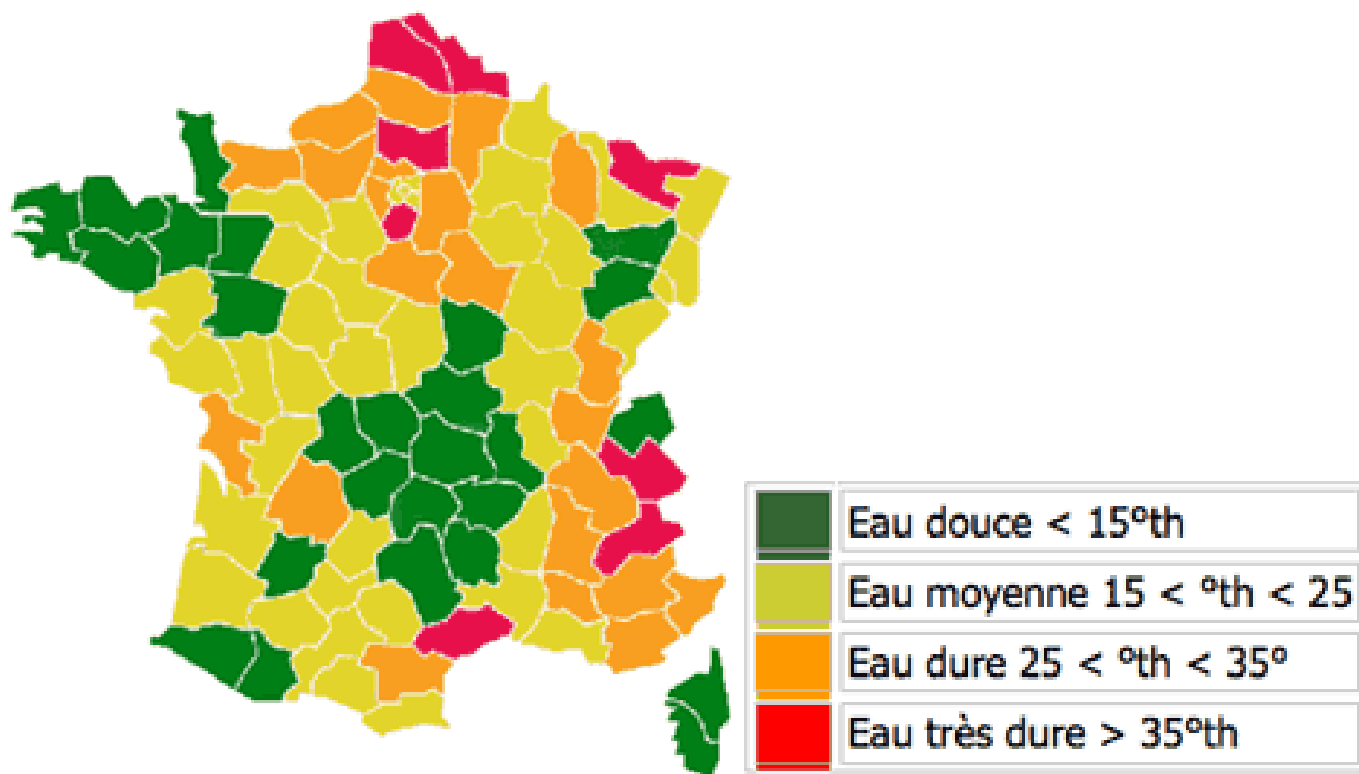 Eau douce < 15°th
Eau moyenne 15 < °th < 25
Eau dure 25 < °th < 35°
Eau très dure > 35°th